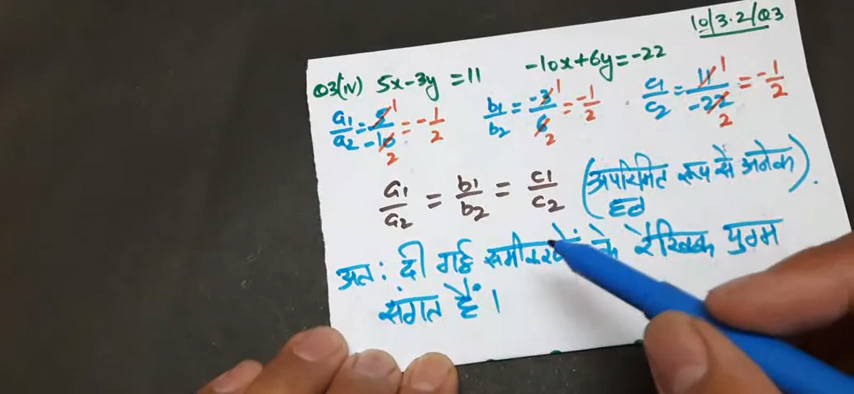 10/3.2/Q3
Q3(iv) 5x-3y=11 -10x+6y=-22
a1/a2 = 5/-10 = -1/2 b1/b2 = -3/6 = -1/2 c1/c2 = 11/-22 = -1/2
a1/a2 = b1/b2 = c1/c2 (अपरिमित रूप से अनेक
हल).
अतः दी गई समीकरणों के रैखिक युग्म
संगत हैं।